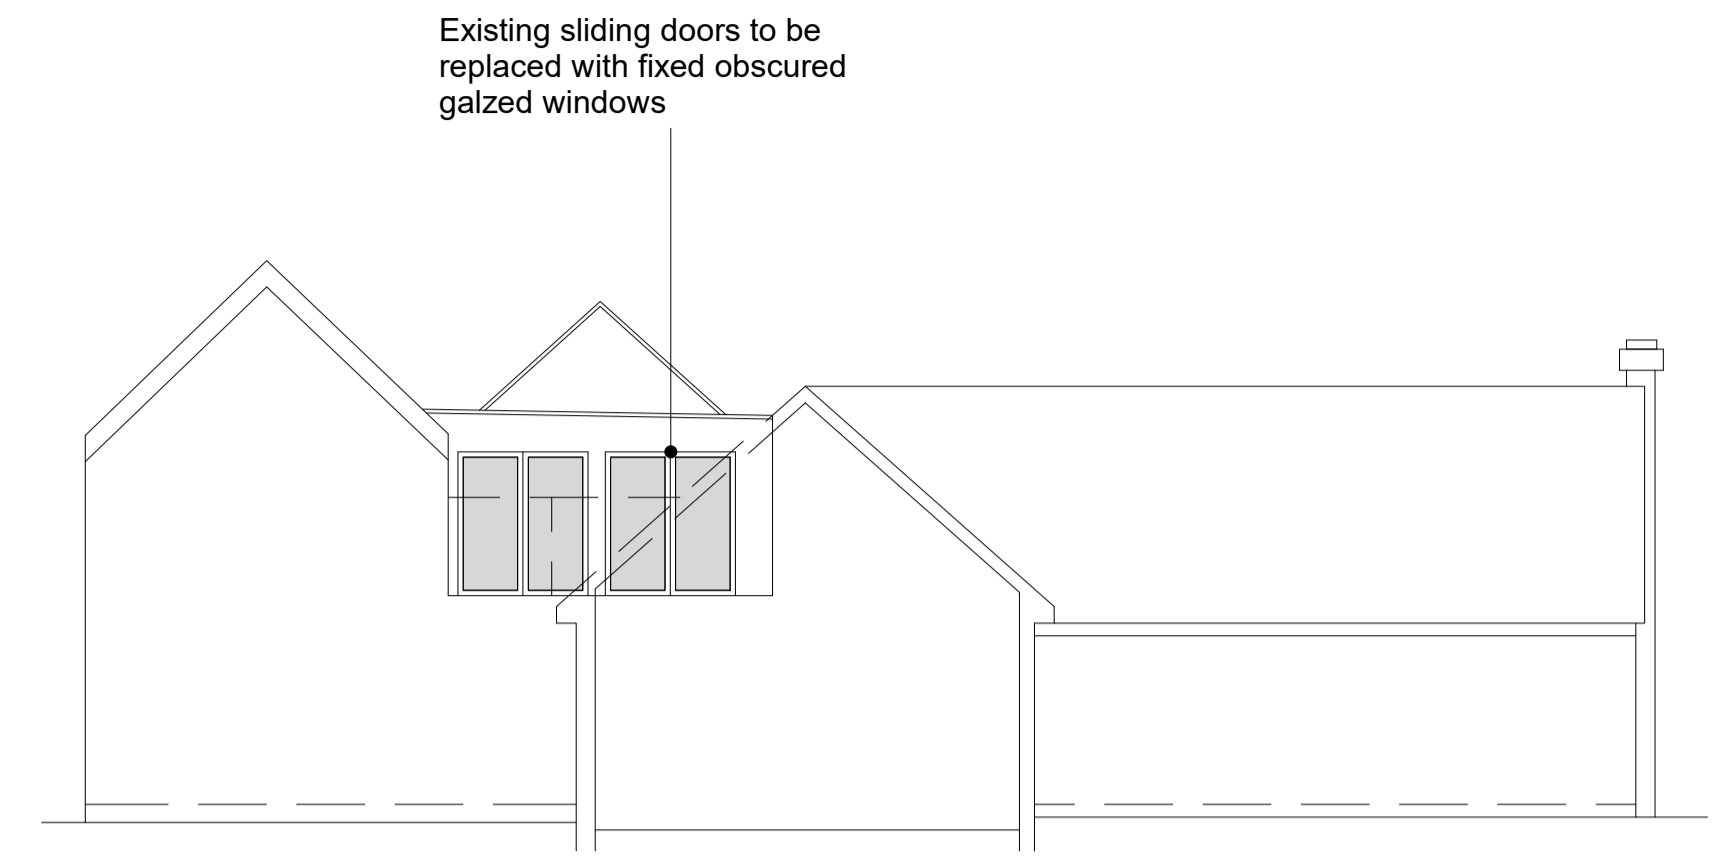 Existing sliding doors to be
replaced with fixed obscured
galzed windows